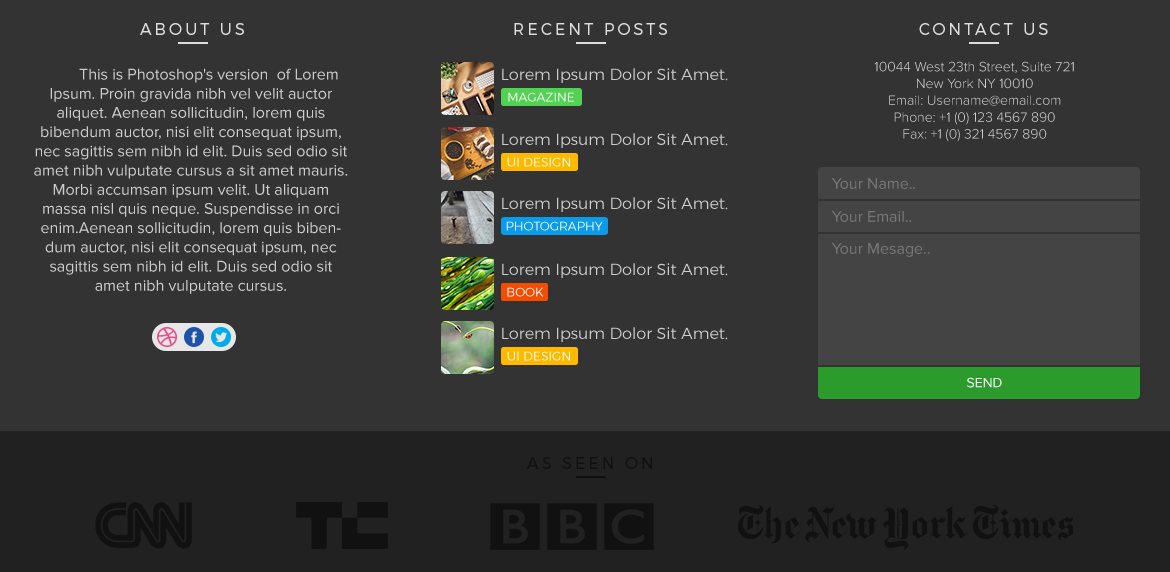 ABOUT US
This is Photoshop's version  of Lorem
Ipsum. Proin gravida nibh vel velit auctor
aliquet. Aenean sollicitudin, lorem quis
bibendum auctor, nisi elit consequat ipsum,
nec sagittis sem nibh id elit. Duis sed odio sit
amet nibh vulputate cursus a sit amet mauris.
Morbi accumsan ipsum velit. Ut aliquam
massa nisl quis neque. Suspendisse in orci
enim.Aenean sollicitudin, lorem quis biben-
dum auctor, nisi elit consequat ipsum, nec
sagittis sem nibh id elit. Duis sed odio sit
amet nibh vulputate cursus.
RECENT POSTS
Lorem Ipsum Dolor Sit Amet.
MAGAZINE
Lorem Ipsum Dolor Sit Amet.
UI DESIGN
Lorem Ipsum Dolor Sit Amet.
PHOTOGRAPHY
Lorem Ipsum Dolor Sit Amet.
BOOK
Lorem Ipsum Dolor Sit Amet.
UI DESIGN
CONTACT US
10044 West 23th Street, Suite 721
New York NY 10010
Email: Username@email.com
Phone: +1 (0) 123 4567 890
Fax: +1 (0) 321 4567 890
Your Name..
Your Email..
Your Mesage..
SEND
AS SEEN ON
CNN
TC
BBC
The New York Times